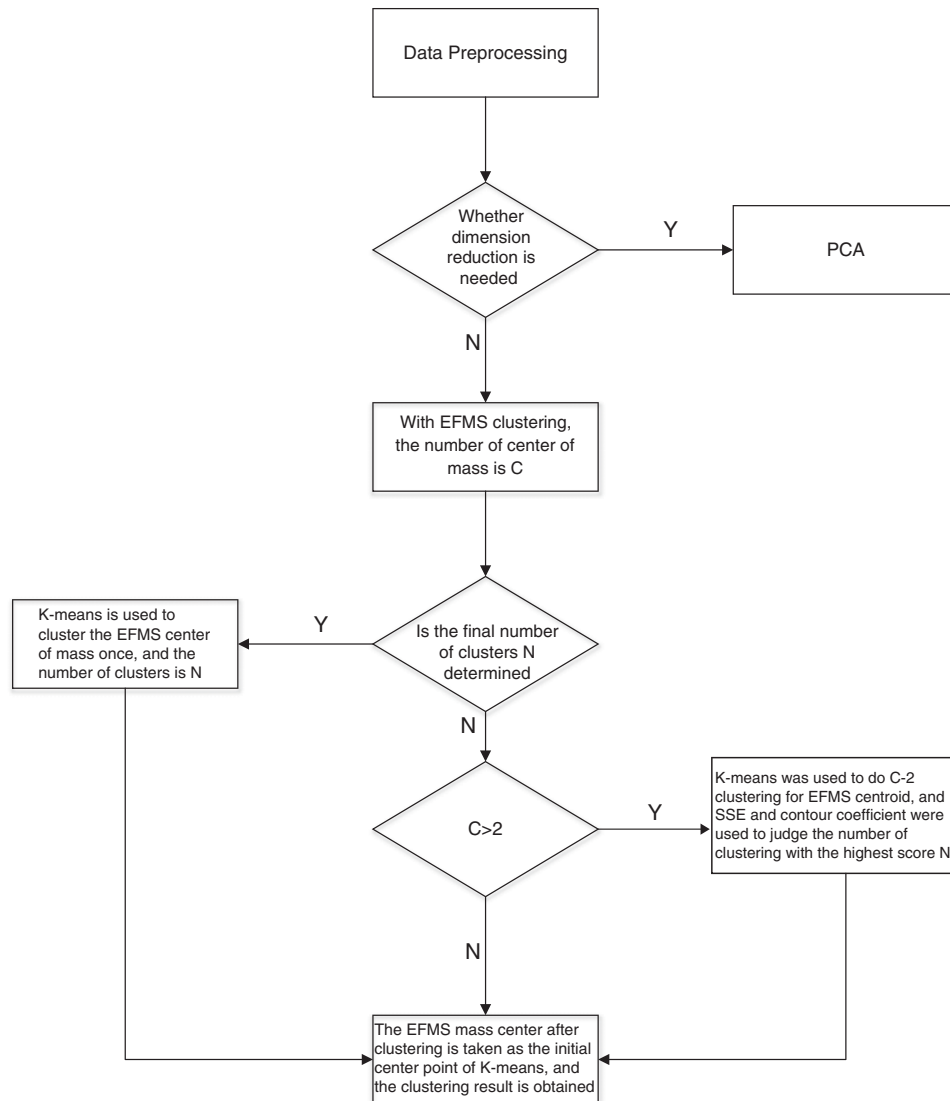 Data Preprocessing
Whether
dimension
reduction is
needed
Y
PCA
N
With EFMS clustering,
the number of center of
mass is C
K-means is used to
cluster the EFMS center
of mass once, and the
number of clusters is N
Y
Is the final number
of clusters N
determined
N
C>2
Y
K-means was used to do C-2
clustering for EFMS centroid, and
SSE and contour coefficient were
used to judge the number of
clustering with the highest score N
N
The EFMS mass center after
clustering is taken as the initial
center point of K-means, and
the clustering result is obtained